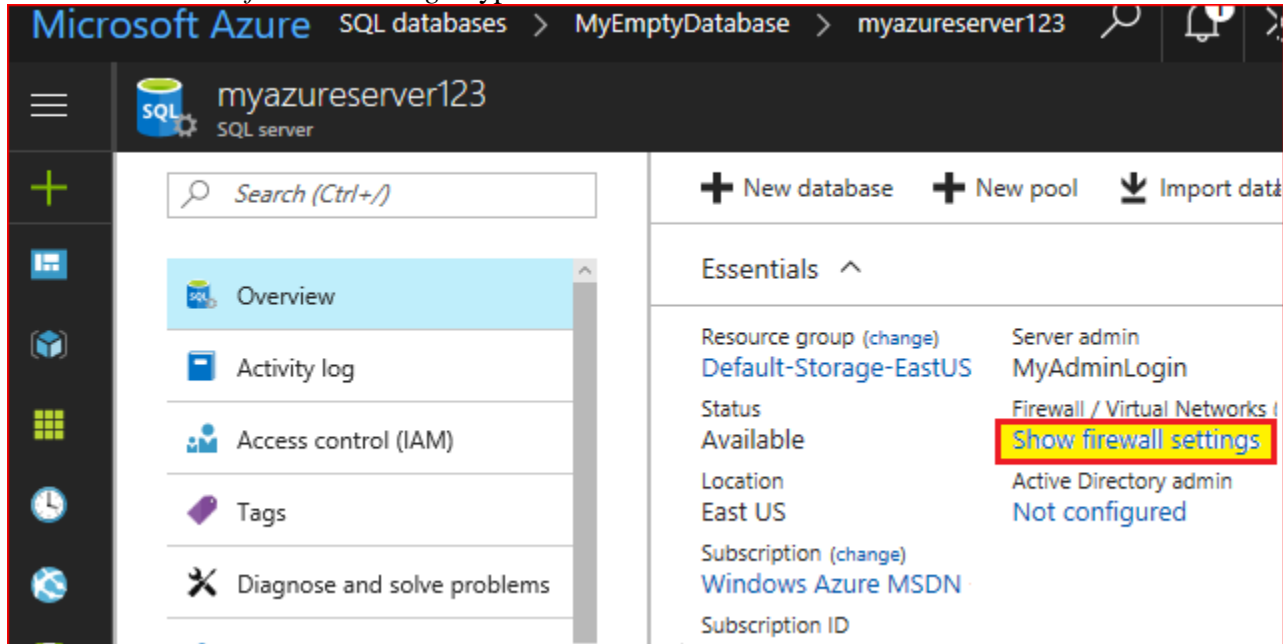 Microsoft Azure SQL databases > MyEmptyDatabase > myazureserver123
SQL myazureserver123
SQL server
Search (Ctrl+/)
New database New pool Import data
Overview
Essentials
Activity log
Resource group (change) Server admin
Default-Storage-EastUS MyAdminLogin
Access control (IAM)
Status Firewall / Virtual Networks (
Available Show firewall settings
Tags
Location Active Directory admin
East US Not configured
Diagnose and solve problems
Subscription (change)
Windows Azure MSDN
Subscription ID